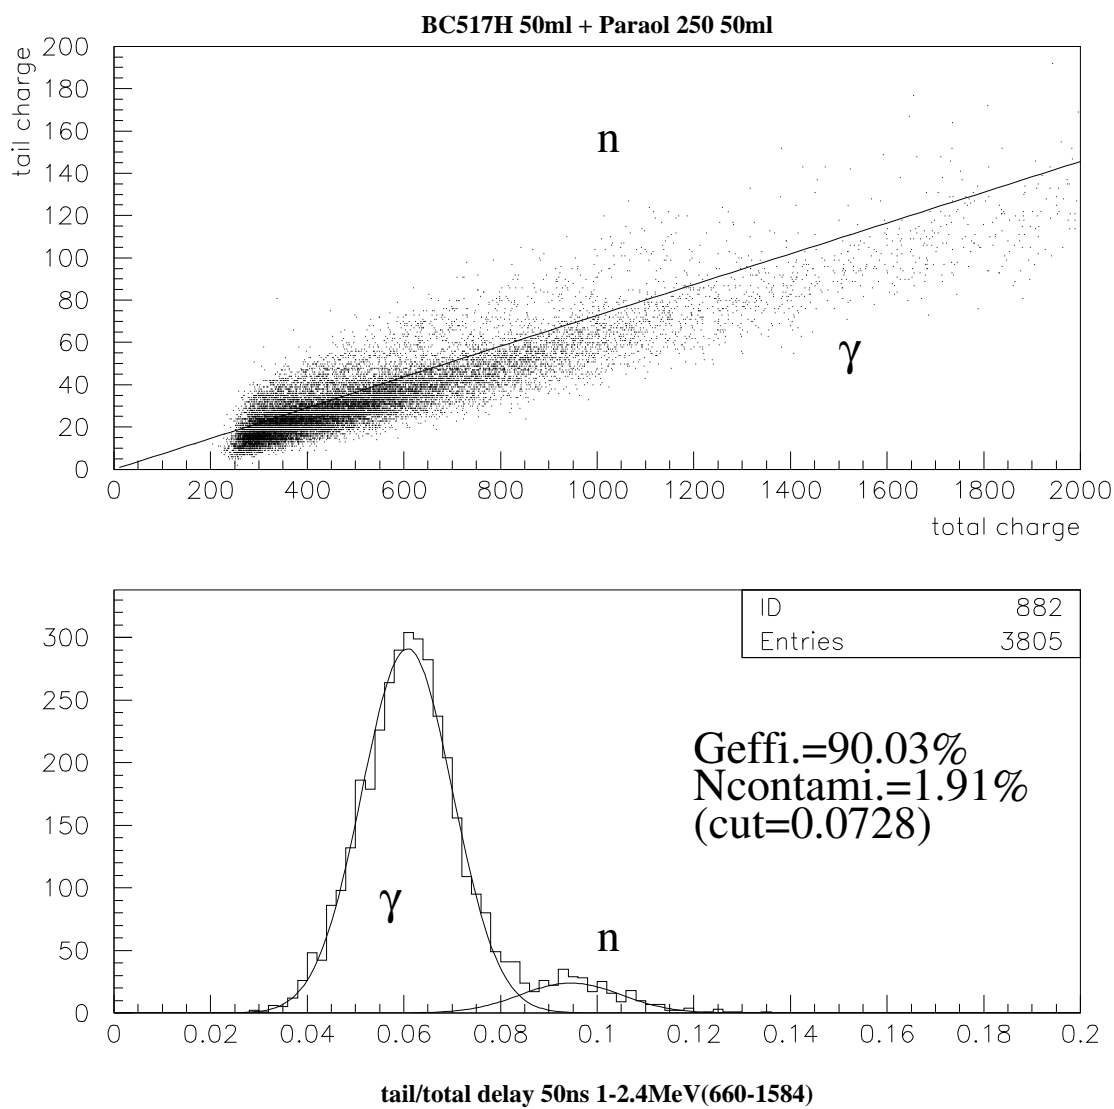 BC517H 50ml + Paraol 250 50ml
tail charge
200
180
160
140
120
100
80
60
40
20
0
n
γ
0 200 400 600 800 1000 1200 1400 1600 1800 2000
total charge
ID 882
Entries 3805
300
250
200
150
100
50
0
Geffi.=90.03%
Ncontami.=1.91%
(cut=0.0728)
γ
n
0 0.02 0.04 0.06 0.08 0.1 0.12 0.14 0.16 0.18 0.2
tail/total delay 50ns 1-2.4MeV(660-1584)